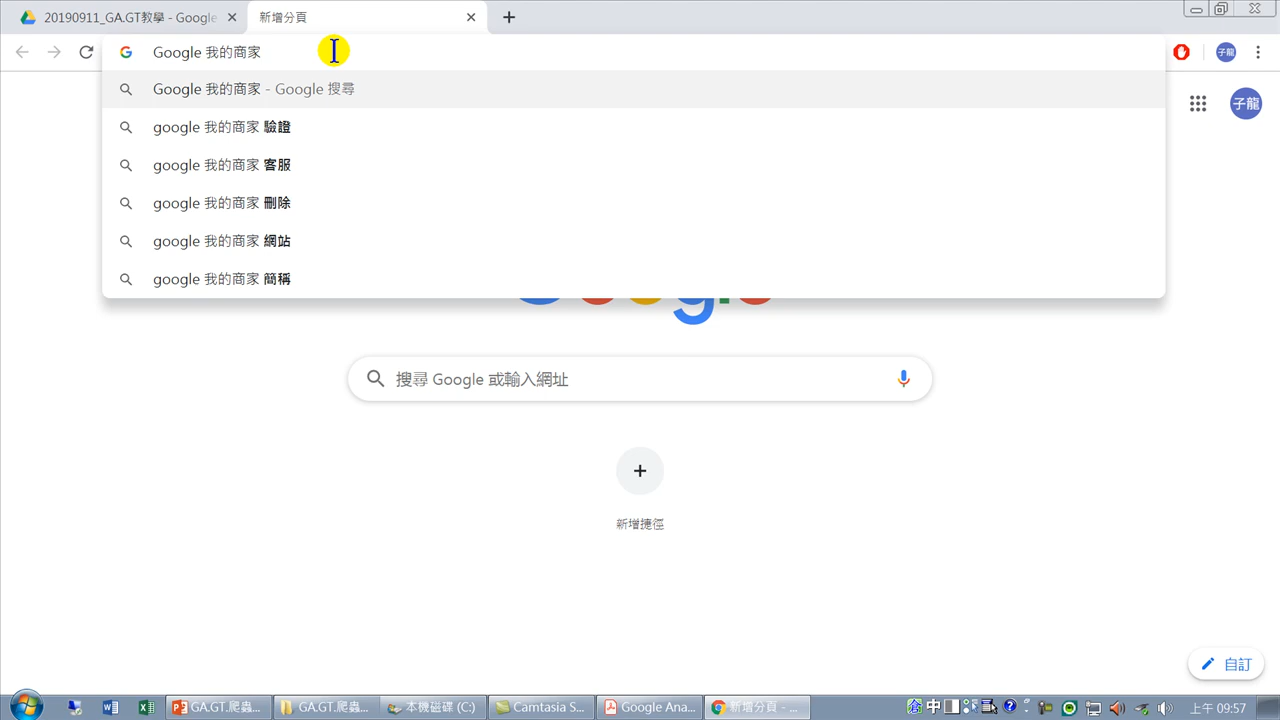 20190911_GA.GT教學 - Google
新增分頁
Google 我的商家
子龍
Google 我的商家 - Google 搜尋
google 我的商家 驗證
google 我的商家 客服
google 我的商家 刪除
google 我的商家 網站
google 我的商家 簡稱
子龍
搜尋 Google 或輸入網址
新增捷徑
自訂
GA.GT.爬蟲...
GA.GT.爬蟲...
本機磁碟 (C:)
Camtasia S...
Google Ana...
新增分頁 - ...
中
上午 09:57